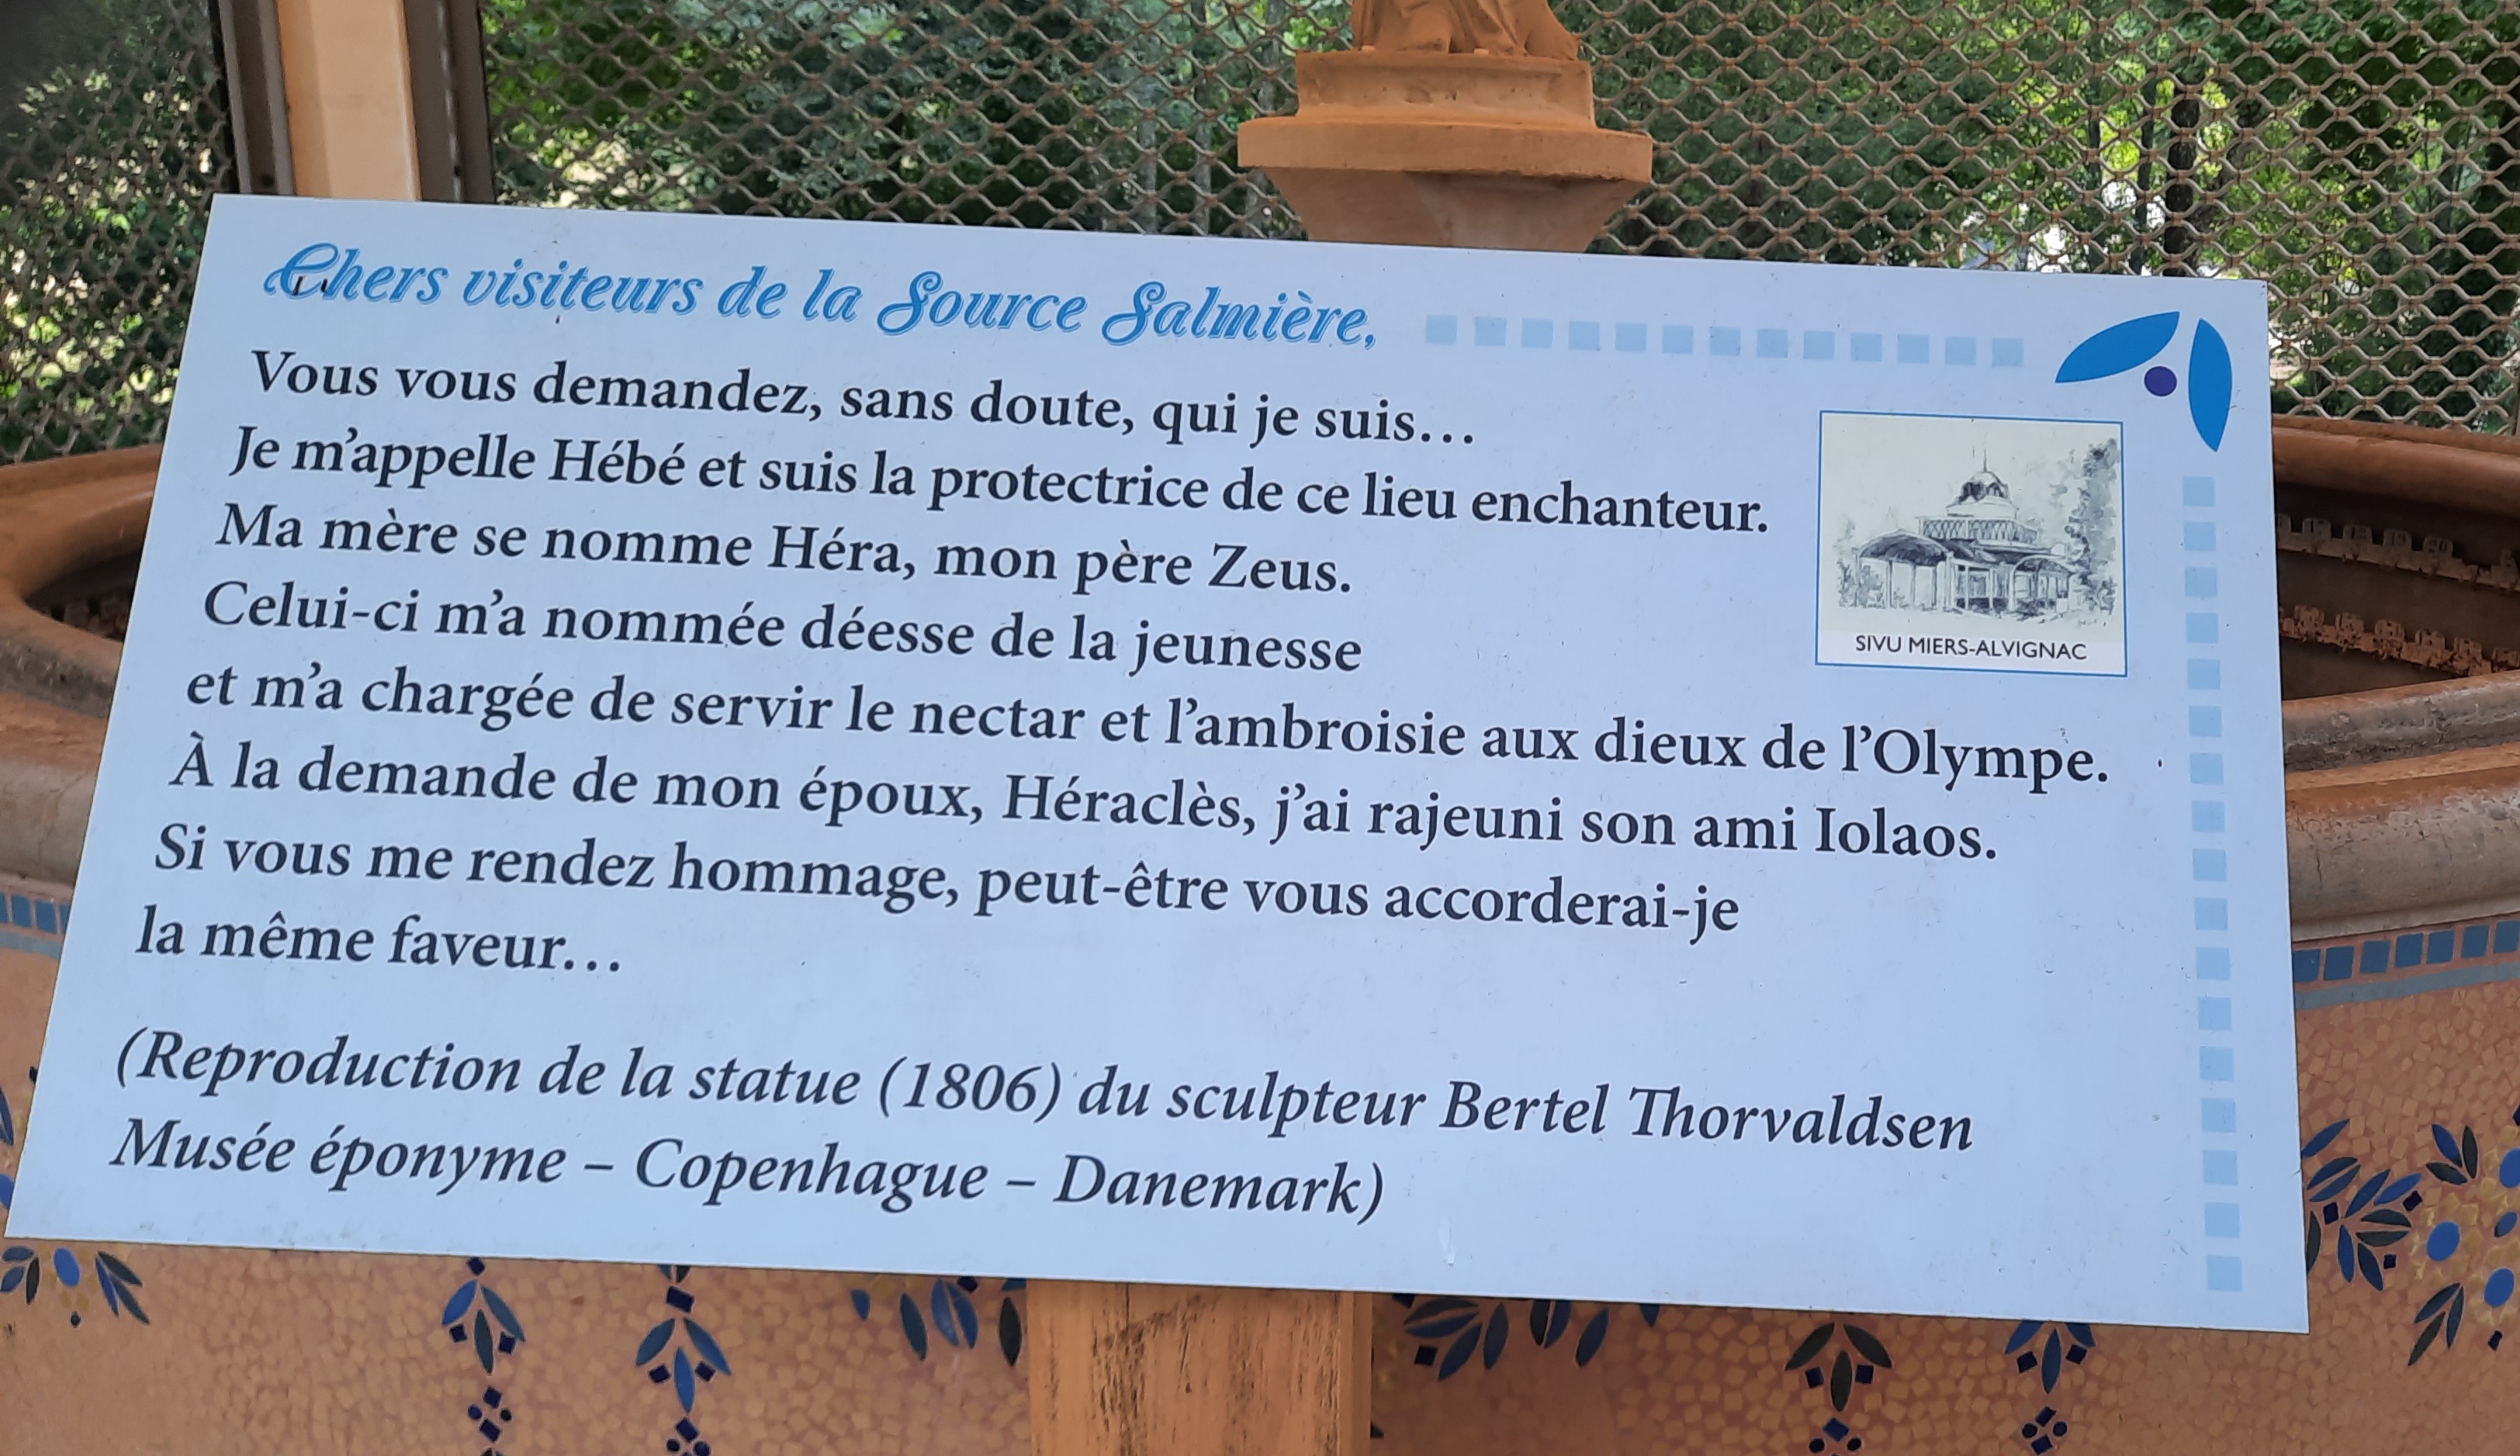 Chers visiteurs de la Source Salmière,
Vous vous demandez, sans doute, qui je suis…
Je m’appelle Hébé et suis la protectrice de ce lieu enchanteur.
Ma mère se nomme Héra, mon père Zeus.
Celui-ci m’a nommée déesse de la jeunesse
et m’a chargée de servir le nectar et l’ambroisie aux dieux de l’Olympe.
À la demande de mon époux, Héraclès, j’ai rajeuni son ami Iolaos.
Si vous me rendez hommage, peut-être vous accorderai-je
la même faveur…
(Reproduction de la statue (1806) du sculpteur Bertel Thorvaldsen
Musée éponyme – Copenhague – Danemark)
SIVU MIERS-ALVIGNAC